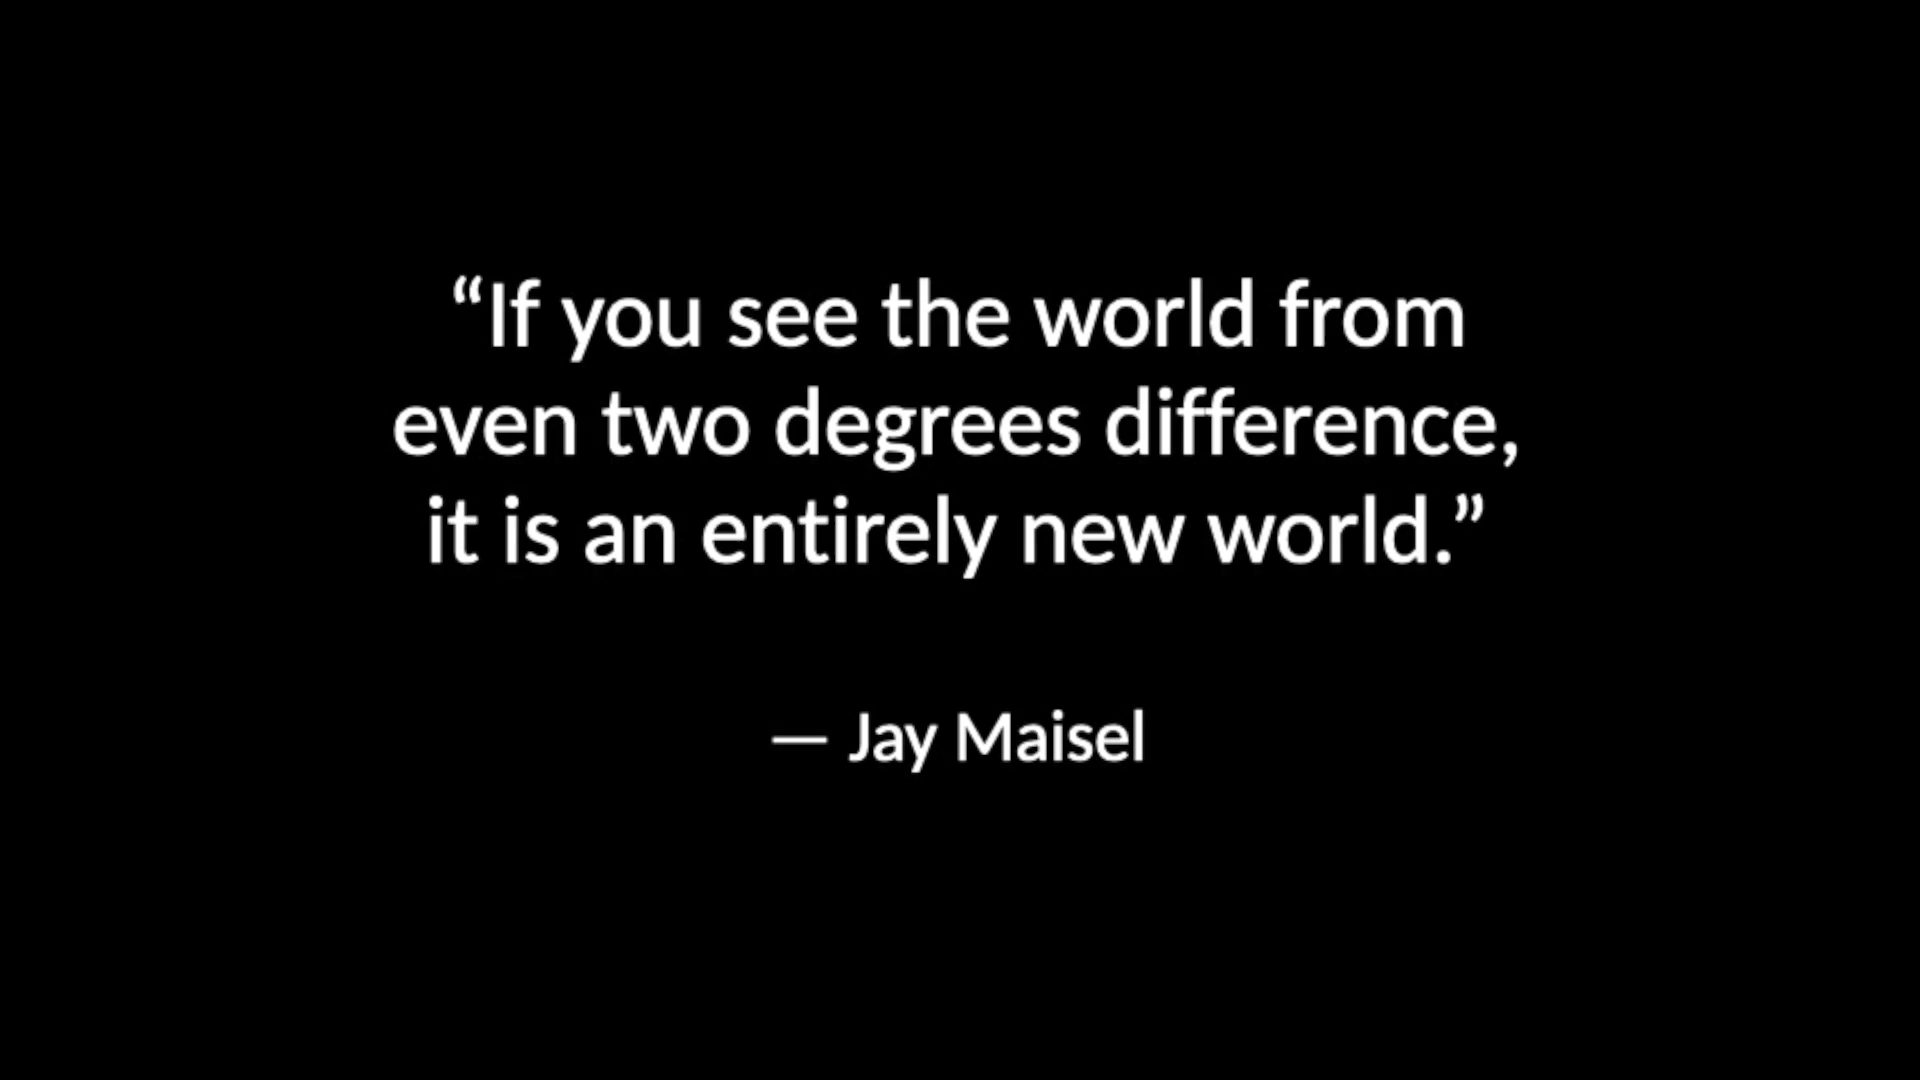 “If you see the world from
even two degrees difference,
it is an entirely new world.”
— Jay Maisel